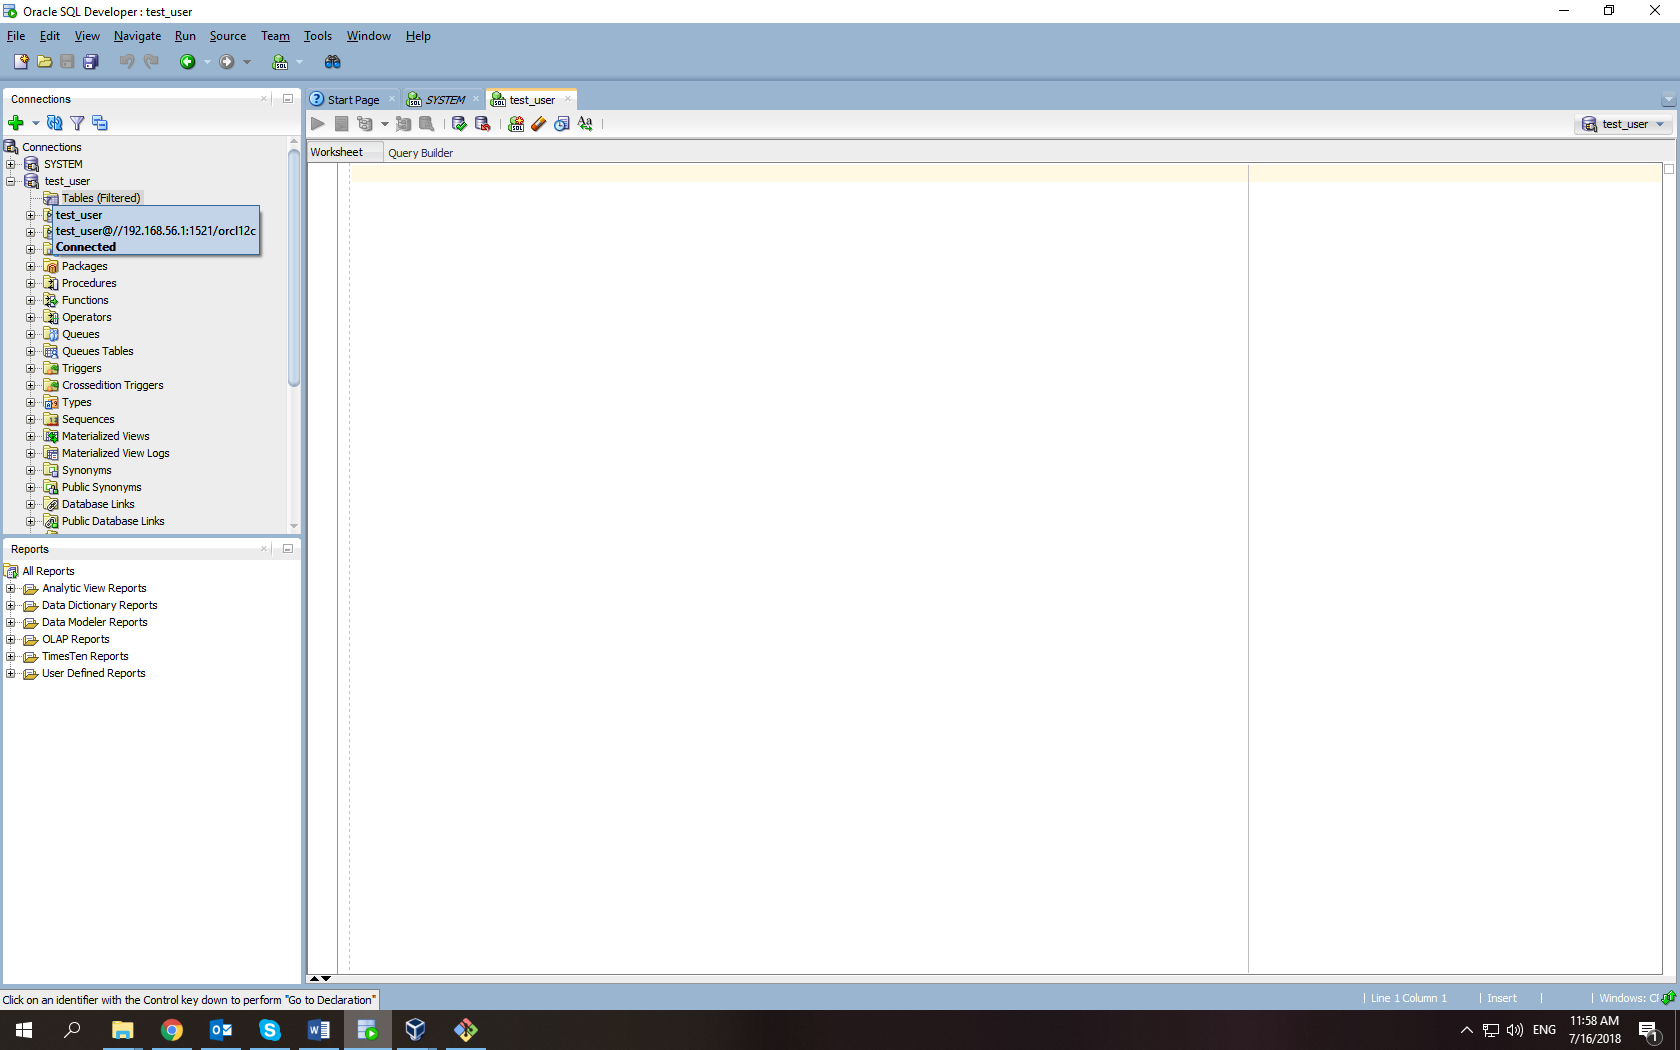 Oracle SQL Developer : test_user
File Edit View Navigate Run Source Team Tools Window Help
Connections
Start Page
SYSTEM
test_user
test_user
Worksheet
Query Builder
Connections
SYSTEM
test_user
Tables (Filtered)
test_user
test_user@//192.168.56.1:1521/orcl12c
Connected
Packages
Procedures
Functions
Operators
Queues
Queues Tables
Triggers
Crossedition Triggers
Types
Sequences
Materialized Views
Materialized View Logs
Synonyms
Public Synonyms
Database Links
Public Database Links
Reports
All Reports
Analytic View Reports
Data Dictionary Reports
Data Modeler Reports
OLAP Reports
TimesTen Reports
User Defined Reports
Click on an identifier with the Control key down to perform "Go to Declaration"
Line 1 Column 1
Insert
Windows:
ENG
11:58 AM
7/16/2018
1